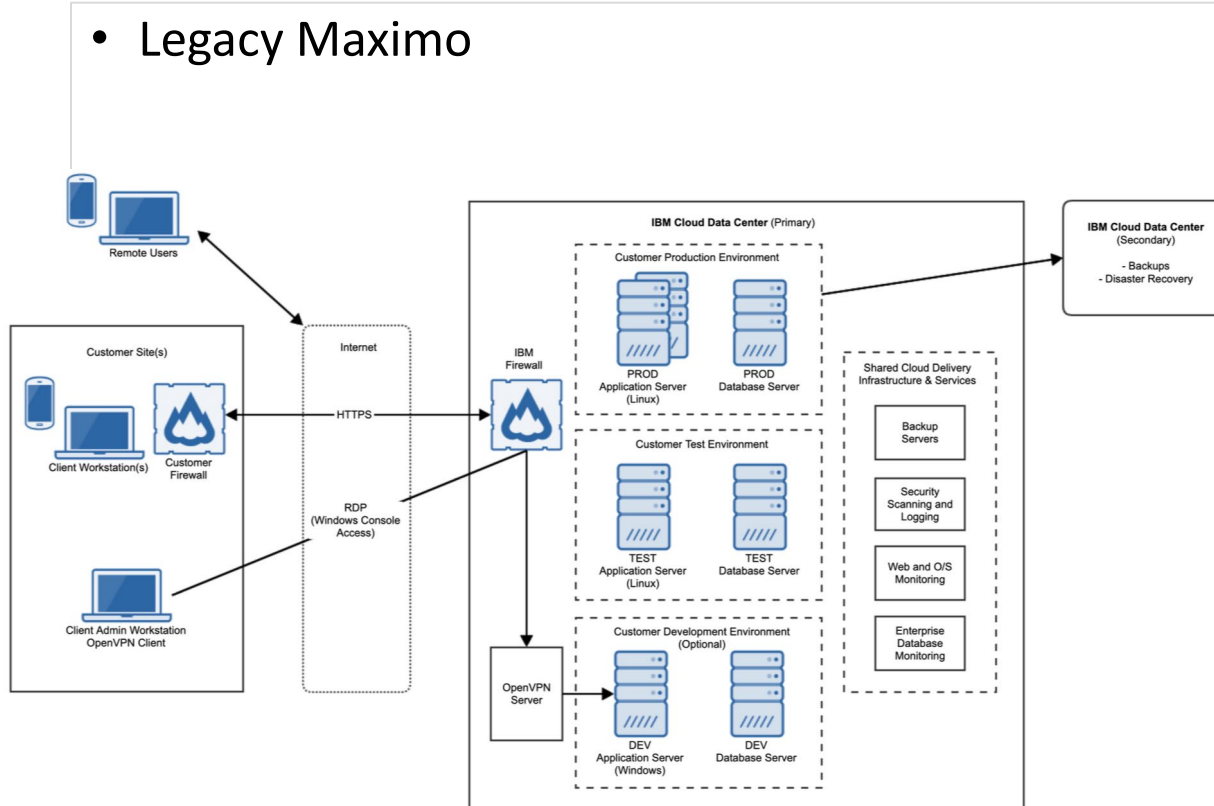 • Legacy Maximo
Remote Users
Customer Site(s)
Client Workstation(s)
Customer
Firewall
Client Admin Workstation
OpenVPN Client
Internet
HTTPS
RDP
(Windows Console
Access)
IBM
Firewall
OpenVPN
Server
IBM Cloud Data Center (Primary)
Customer Production Environment
PROD
Application Server
(Linux)
PROD
Database Server
Customer Test Environment
TEST
Application Server
(Linux)
TEST
Database Server
Customer Development Environment
(Optional)
DEV
Application Server
(Windows)
DEV
Database Server
Shared Cloud Delivery
Infrastructure & Services
Backup
Servers
Security
Scanning and
Logging
Web and O/S
Monitoring
Enterprise
Database
Monitoring
IBM Cloud Data Center
(Secondary)
- Backups
- Disaster Recovery